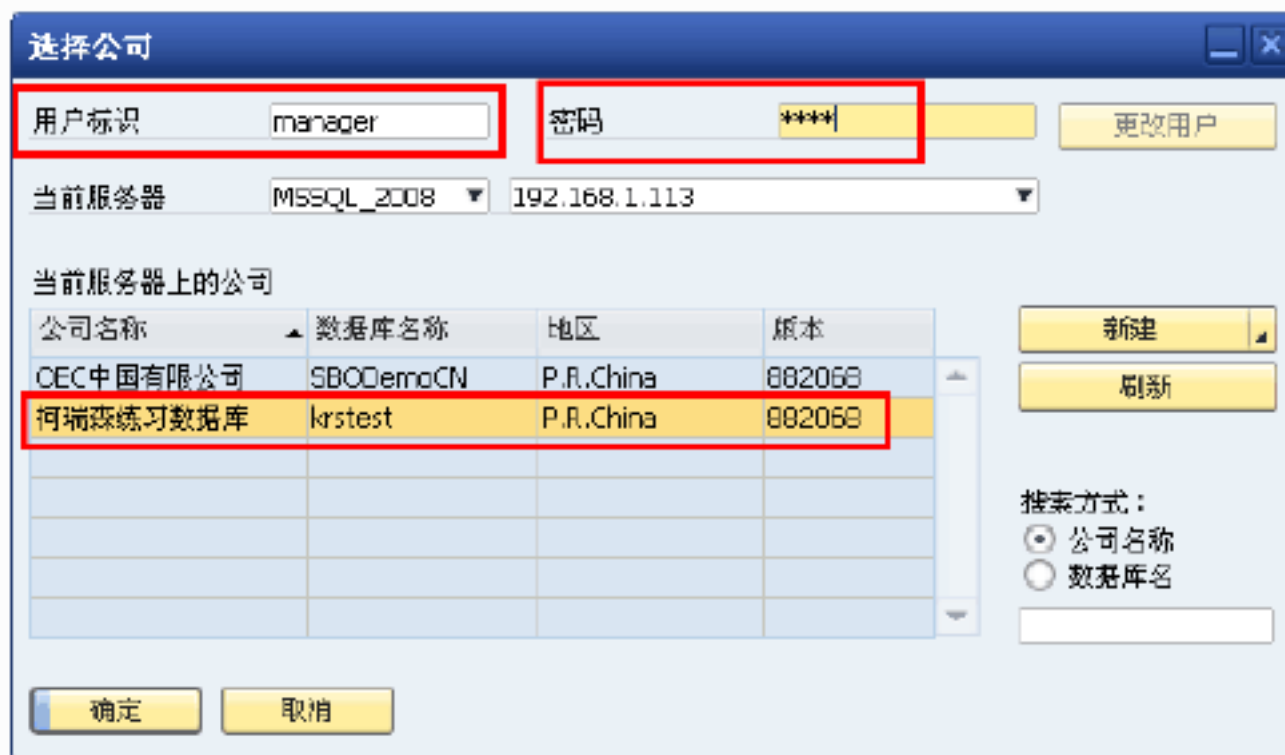 选择公司
用户标识 manager 密码 **** 更改用户
当前服务器 MSSQL_2008 192.168.1.113
当前服务器上的公司
公司名称 数据库名称 地区 版本 新建
OEC中国有限公司 SBODemoCN P.R.China 882068 刷新
柯瑞森练习数据库 krstest P.R.China 882068
搜索方式：
公司名称
数据库名
确定 取消